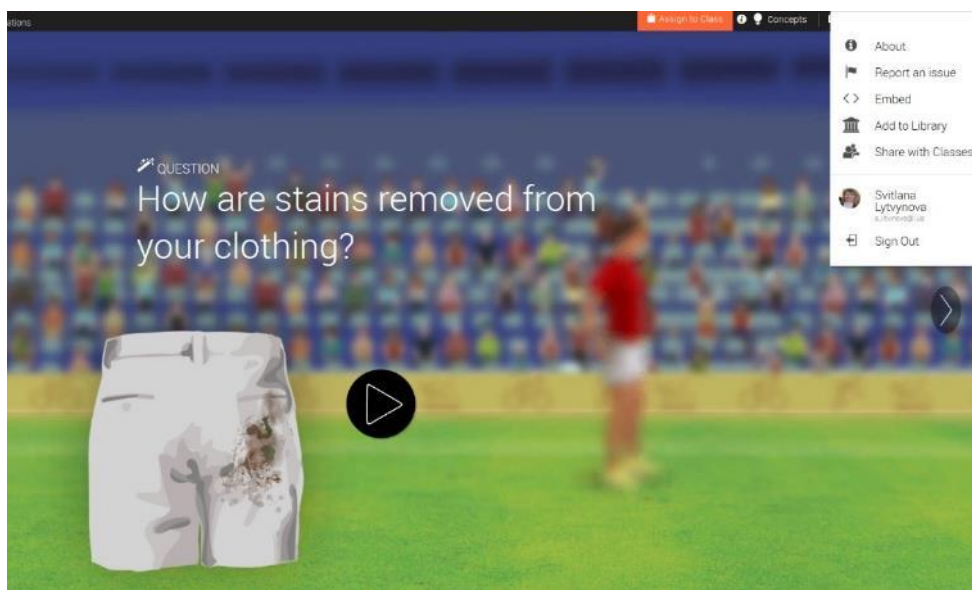 Assign to Class
Concepts
About
Report an issue
Embed
Add to Library
Share with Classes
QUESTION
How are stains removed from
your clothing?
Svitlana
Lytvynova
Sign Out